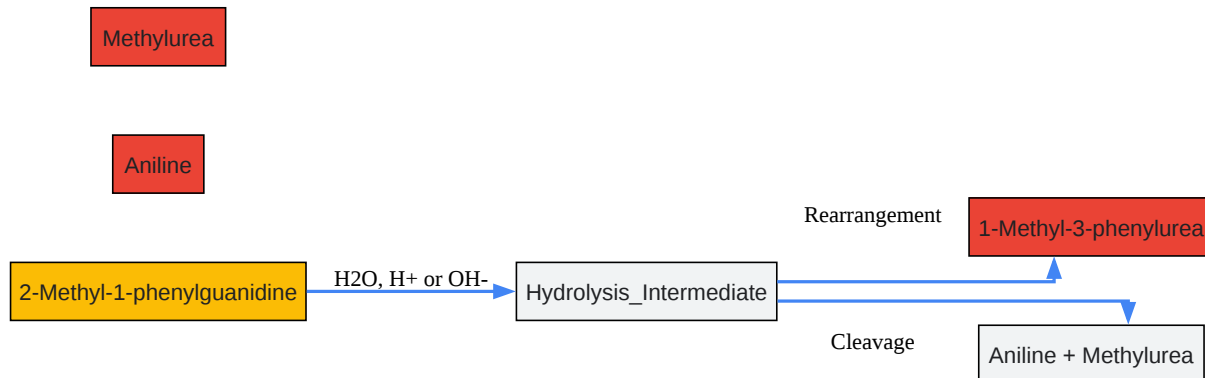 Methylurea
Aniline
Rearrangement
1-Methyl-3-phenylurea
2-Methyl-1-phenylguanidine
H2O, H+ or OH-
Hydrolysis_Intermediate
Cleavage
Aniline + Methylurea